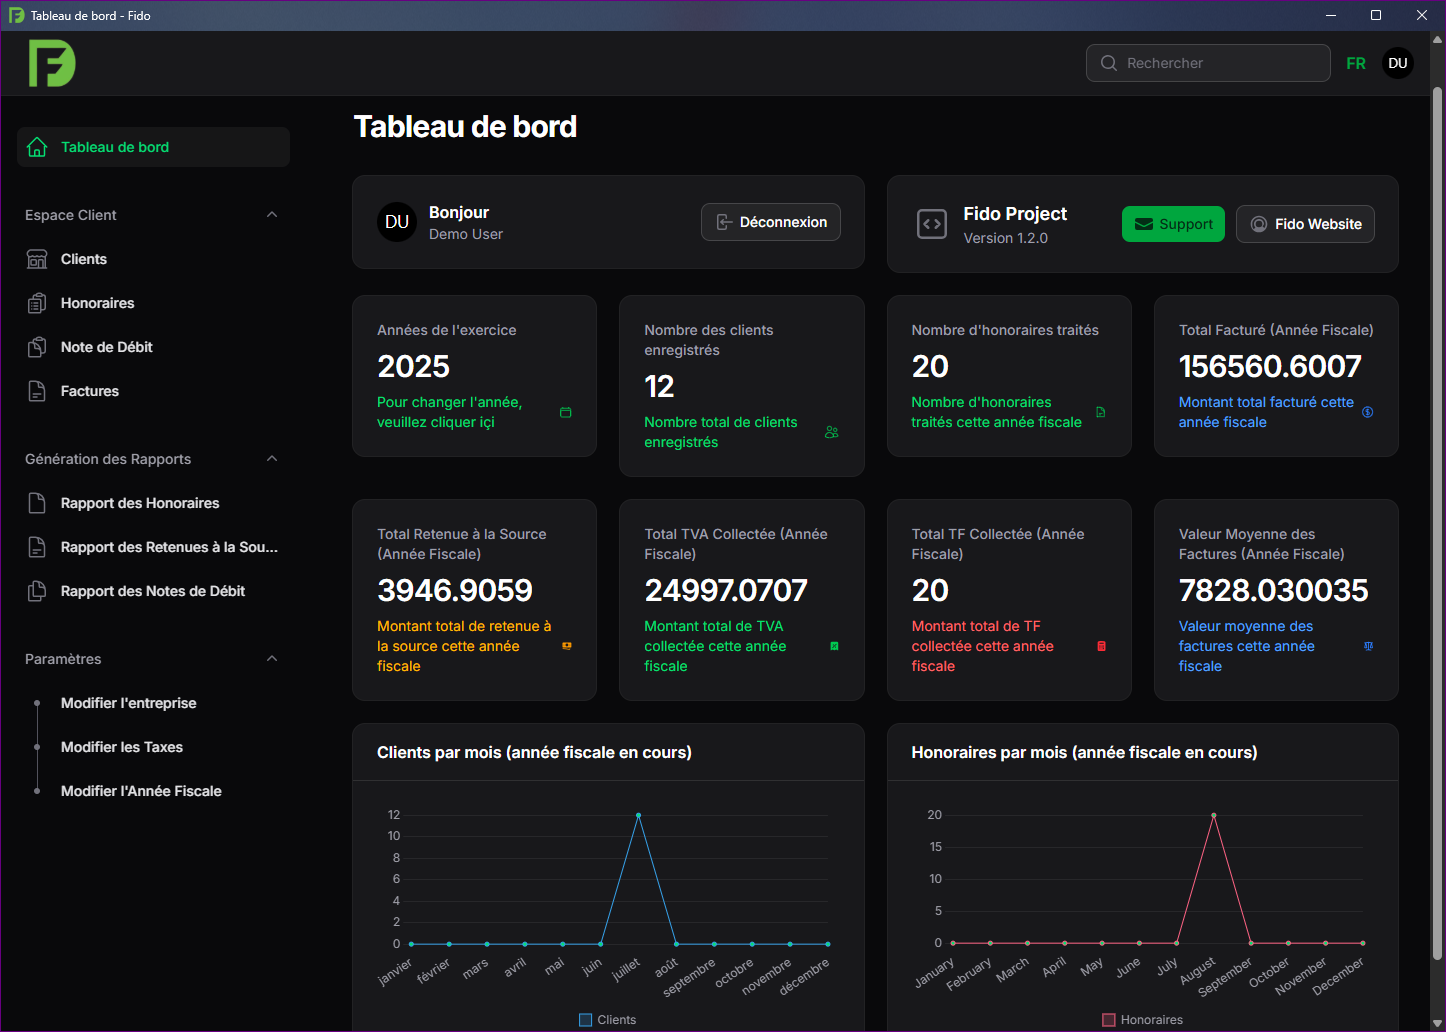 Tableau de bord - Fido
Rechercher
FR
DU
Tableau de bord
Espace Client
Clients
Honoraires
Note de Débit
Factures
Génération des Rapports
Rapport des Honoraires
Rapport des Retenues à la Sou...
Rapport des Notes de Débit
Paramètres
Modifier l'entreprise
Modifier les Taxes
Modifier l'Année Fiscale
Tableau de bord
DU
Bonjour
Demo User
Déconnexion
Fido Project
Version 1.2.0
Support
Fido Website
Années de l'exercice
2025
Pour changer l'année,
veuillez cliquer içi
Nombre des clients
enregistrés
12
Nombre total de clients
enregistrés
Nombre d'honoraires traités
20
Nombre d'honoraires
traités cette année fiscale
Total Facturé (Année Fiscale)
156560.6007
Montant total facturé cette
année fiscale
Total Retenue à la Source
(Année Fiscale)
3946.9059
Montant total de retenue à
la source cette année
fiscale
Total TVA Collectée (Année
Fiscale)
24997.0707
Montant total de TVA
collectée cette année
fiscale
Total TF Collectée (Année
Fiscale)
20
Montant total de TF
collectée cette année
fiscale
Valeur Moyenne des
Factures (Année Fiscale)
7828.030035
Valeur moyenne des
factures cette année
fiscale
Clients par mois (année fiscale en cours)
12
10
8
6
4
2
0
janvier
février
mars
avril
mai
juin
juillet
août
septembre
octobre
novembre
décembre
Clients
Honoraires par mois (année fiscale en cours)
20
15
10
5
0
January
February
March
April
May
June
July
August
September
October
November
December
Honoraires